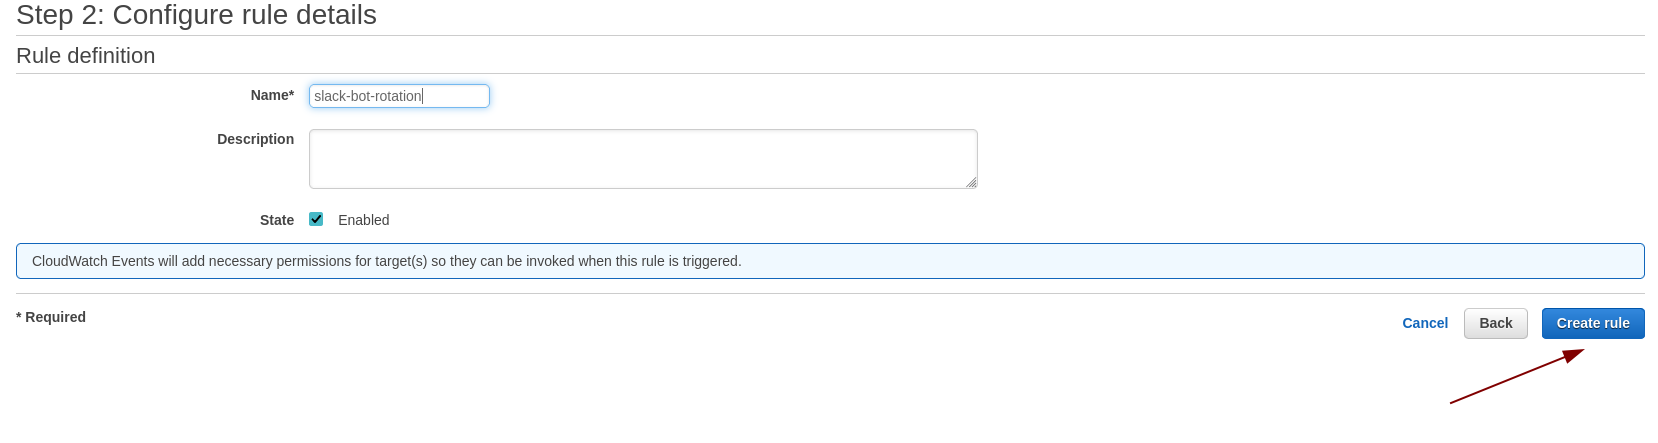 Step 2: Configure rule details
Rule definition
Name* slack-bot-rotation
Description
State Enabled
CloudWatch Events will add necessary permissions for target(s) so they can be invoked when this rule is triggered.
* Required Cancel Back Create rule